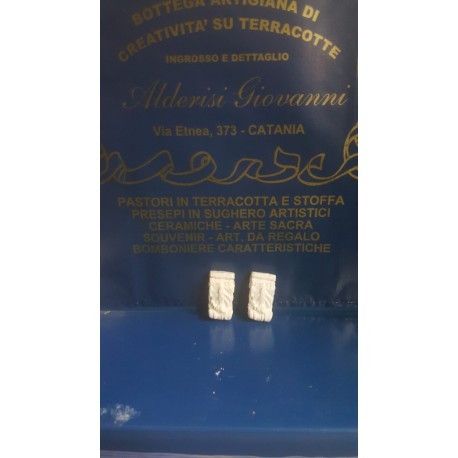 BOTTEGA ARTIGIANA DI
CREATIVITA' SU TERRACOTTE
INGROSSO E DETTAGLIO
Alderisi Giovanni
Via Etnea, 373 - CATANIA
PASTORI IN TERRACOTTA E STOFFA
PRESEPI IN SUGHERO ARTISTICI
CERAMICHE - ARTE SACRA
SOUVENIR - ART. DA REGALO
BOMBONIERE CARATTERISTICHE